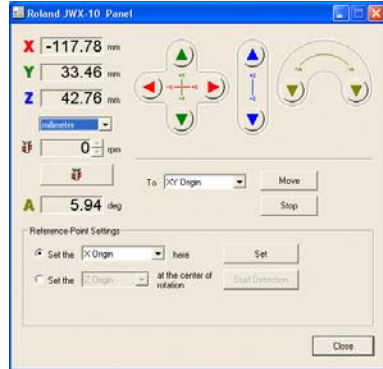 Roland JWX-10 Panel
X -117.78 mm
Y 33.46 mm
Z 42.76 mm
millimeter
0 rpm
To XY Origin Move
Stop
A 5.94 deg
Reference Point Settings
Set the X Origin here Set
Set the Z Origin at the center of rotation Start Detection
Close